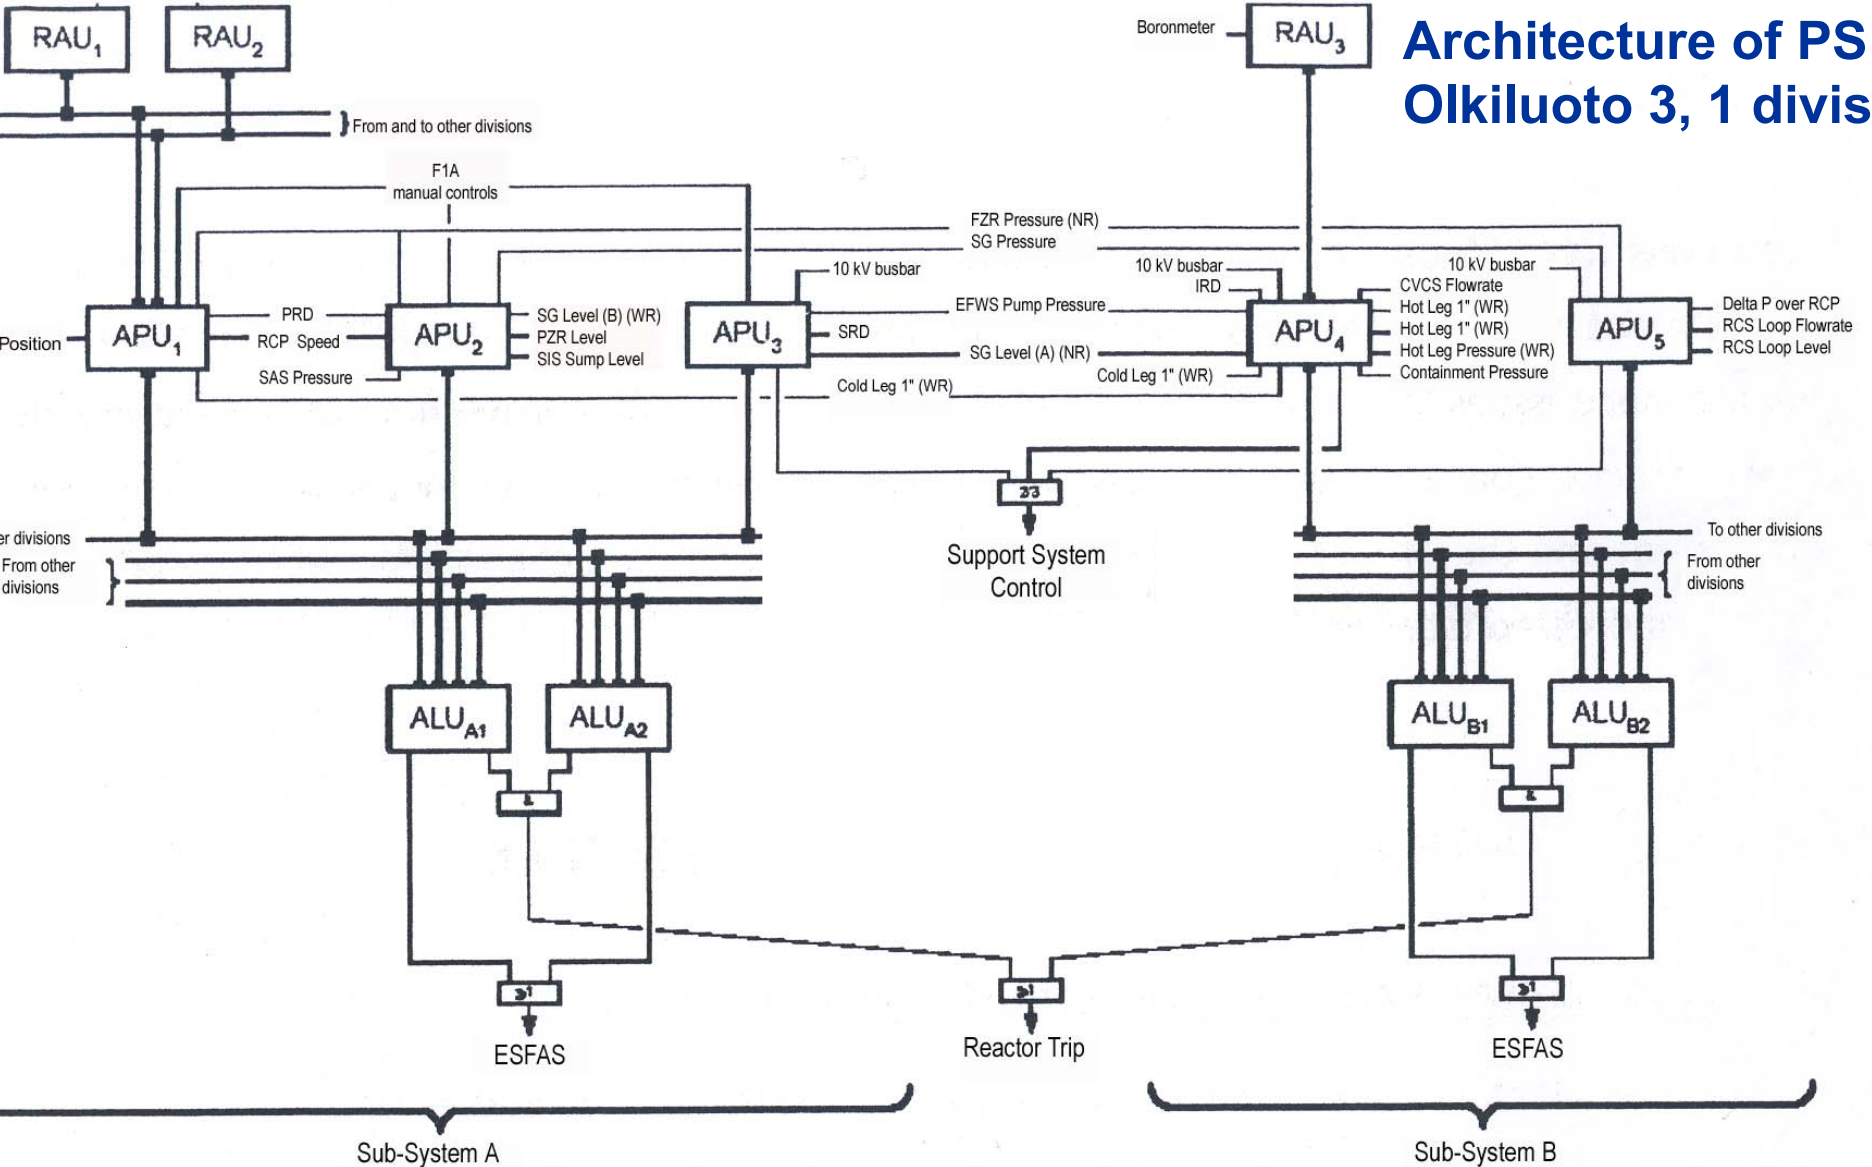 RAU1
RAU2
Boronmeter
RAU3
Architecture of PS
Olkiluoto 3, 1 divis
From and to other divisions
F1A
manual controls
FZR Pressure (NR)
SG Pressure
10 kV busbar
10 kV busbar
IRD
10 kV busbar
CVCS Flowrate
Position
APU1
PRD
RCP Speed
SAS Pressure
APU2
SG Level (B) (WR)
PZR Level
SIS Sump Level
APU3
EFWS Pump Pressure
SRD
SG Level (A) (NR)
Cold Leg 1" (WR)
Cold Leg 1" (WR)
APU4
Hot Leg 1" (WR)
Hot Leg 1" (WR)
Hot Leg Pressure (WR)
Containment Pressure
APU5
Delta P over RCP
RCS Loop Flowrate
RCS Loop Level
2/3
Support System
Control
er divisions
From other
divisions
To other divisions
From other
divisions
ALUA1
ALUA2
ALUB1
ALUB2
&
&
≥1
≥1
≥1
ESFAS
Reactor Trip
ESFAS
Sub-System A
Sub-System B